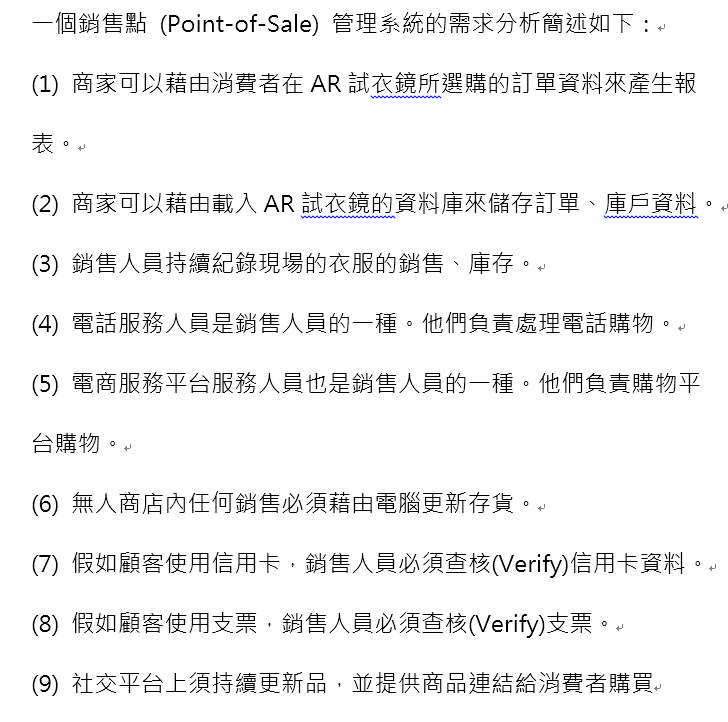 一個銷售點 (Point-of-Sale) 管理系統的需求分析簡述如下：
(1) 商家可以藉由消費者在 AR 試衣鏡所選購的訂單資料來產生報
表。
(2) 商家可以藉由載入 AR 試衣鏡的資料庫來儲存訂單、庫戶資料。
(3) 銷售人員持續紀錄現場的衣服的銷售、庫存。
(4) 電話服務人員是銷售人員的一種。他們負責處理電話購物。
(5) 電商服務平台服務人員也是銷售人員的一種。他們負責購物平
台購物。
(6) 無人商店內任何銷售必須藉由電腦更新存貨。
(7) 假如顧客使用信用卡，銷售人員必須查核(Verify)信用卡資料。
(8) 假如顧客使用支票，銷售人員必須查核(Verify)支票。
(9) 社交平台上須持續更新品，並提供商品連結給消費者購買